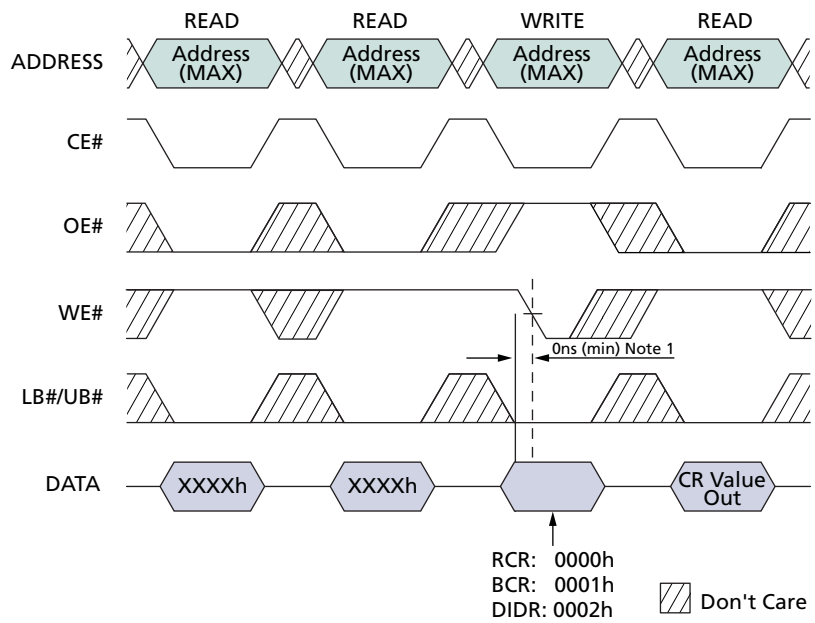 READ READ WRITE READ
ADDRESS Address Address Address Address
(MAX) (MAX) (MAX) (MAX)
CE#
OE#
WE#
0ns (min) Note 1
LB#/UB#
DATA XXXXh XXXXh CR Value
Out
RCR: 0000h
BCR: 0001h
DIDR: 0002h
Don't Care